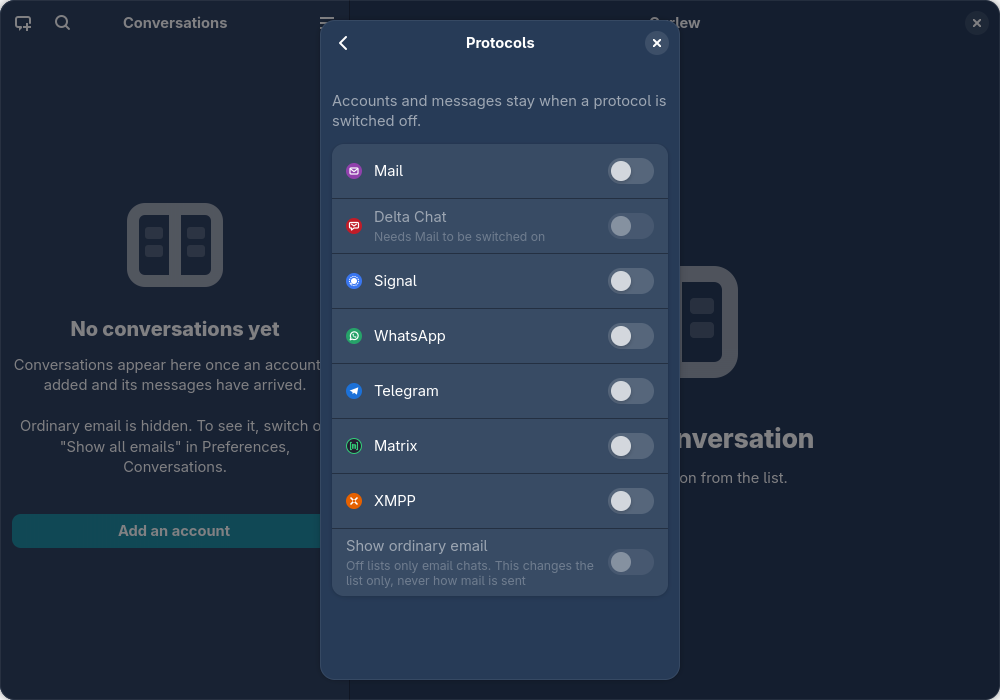 Conversations
Protocols
Accounts and messages stay when a protocol is
switched off.
Mail
Delta Chat
Needs Mail to be switched on
Signal
WhatsApp
Telegram
Matrix
XMPP
Show ordinary email
Off lists only email chats. This changes the
list only, never how mail is sent
No conversations yet
Conversations appear here once an account
added and its messages have arrived.
Ordinary email is hidden. To see it, switch
"Show all emails" in Preferences,
Conversations.
Add an account
from the list.